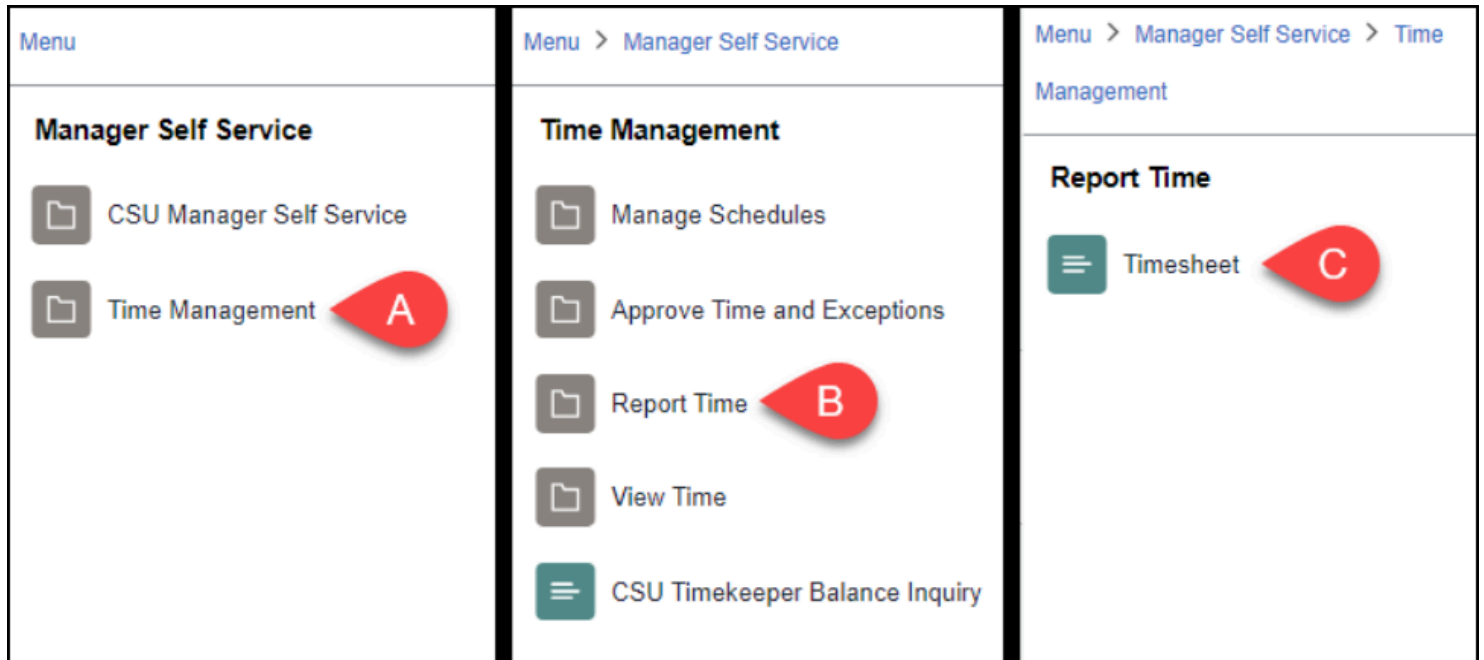 Menu
Manager Self Service
CSU Manager Self Service
Time Management
A
Menu > Manager Self Service
Time Management
Manage Schedules
Approve Time and Exceptions
Report Time
B
View Time
CSU Timekeeper Balance Inquiry
Menu > Manager Self Service > Time
Management
Report Time
Timesheet
C